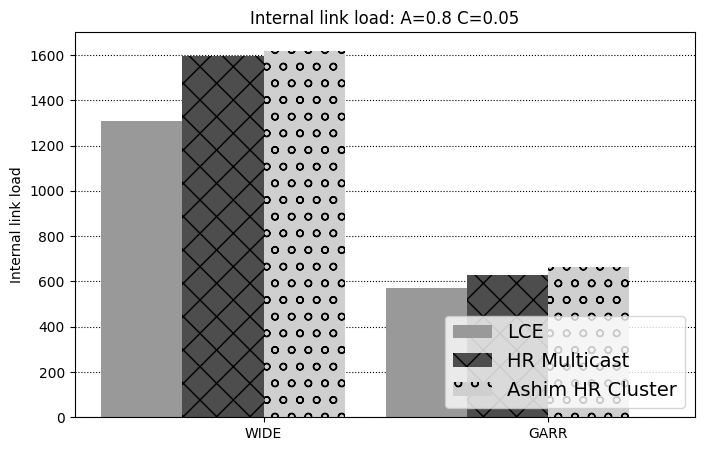 Internal link load: A=0.8 C=0.05
Internal link load
1600
1400
1200
1000
800
600
400
200
0
WIDE
GARR
LCE
HR Multicast
Ashim HR Cluster